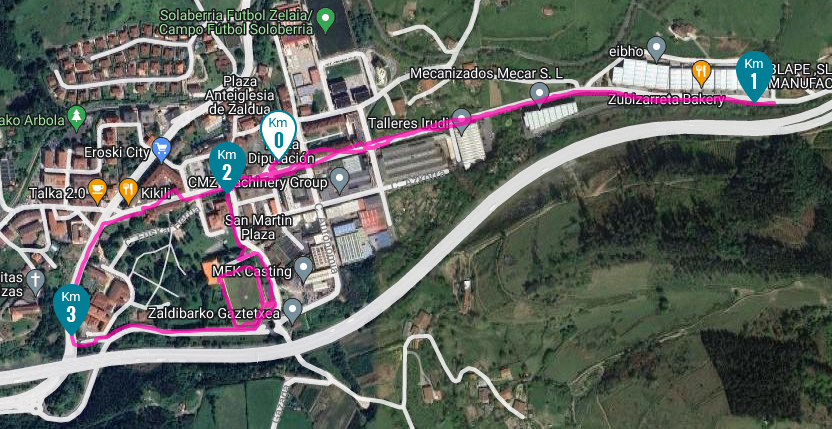 Solaberria Futbol Zelaia/
Campo Fútbol Soloberria
eibho
Km
1
BLAPE ,SL
MANUFAC
Mecanizados Mecar S. L
Zubizarreta Bakery
Plaza
Anteiglesia
de Zaldua
ako Arbola
Km
0
Talleres Irudi
Eroski City
Diputación
Km
2
CMZ Machinery Group
Talka 2.0
Kikili
San Martin
Plaza
MEK Casting
itas
zas
Km
3
Zaldibarko Gaztetxea